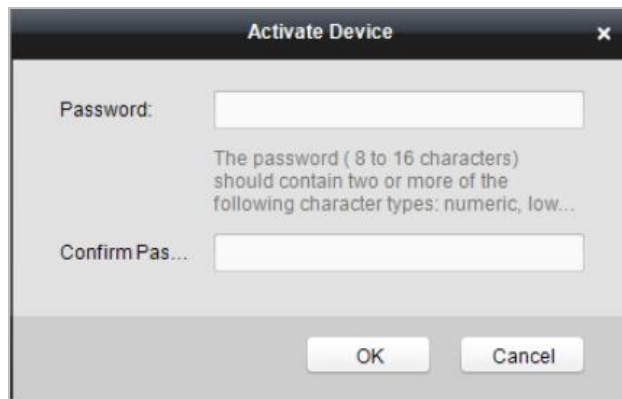 Activate Device
Password:
The password ( 8 to 16 characters)
should contain two or more of the
following character types: numeric, low...
Confirm Pas...
OK
Cancel